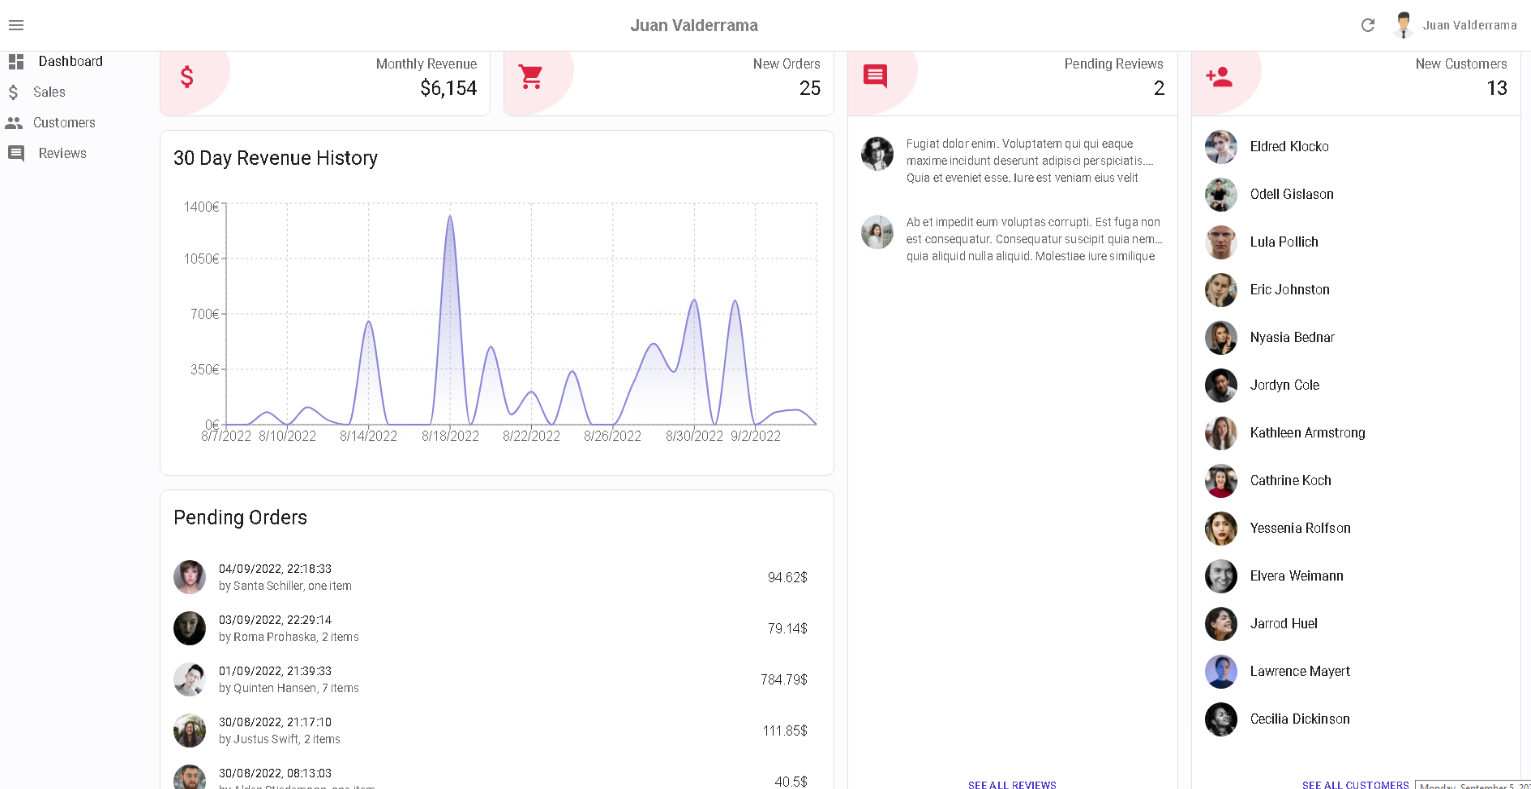 Juan Valderrama
Juan Valderrama
Dashboard
Sales
Customers
Reviews
Monthly Revenue
$6,154
New Orders
25
Pending Reviews
2
New Customers
13
30 Day Revenue History
1400€
1050€
700€
350€
0€
8/7/2022 8/10/2022 8/14/2022 8/18/2022 8/22/2022 8/26/2022 8/30/2022 9/2/2022
Pending Orders
04/09/2022, 22:18:33
by Santa Schiller, one item
94.62$
03/09/2022, 22:29:14
by Roma Prohaska, 2 items
79.14$
01/09/2022, 21:39:33
by Quinten Hansen, 7 items
784.79$
30/08/2022, 21:17:10
by Justus Swift, 2 items
111.85$
30/08/2022, 08:13:03
40.5$
Fugiat dolor enim. Voluptatem qui qui eaque
maxime incidunt deserunt adipisci perspiciatis....
Quia et eveniet esse. Iure est veniam eius velit
Ab et impedit eum voluptas corrupti. Est fuga non
est consequatur. Consequatur suscipit quia nem...
quia aliquid nulla aliquid. Molestiae iure similique
SEE ALL REVIEWS
Eldred Klocko
Odell Gislason
Lula Pollich
Eric Johnston
Nyasia Bednar
Jordyn Cole
Kathleen Armstrong
Cathrine Koch
Yessenia Rolfson
Elvera Weimann
Jarrod Huel
Lawrence Mayert
Cecilia Dickinson
SEE ALL CUSTOMERS
Monday, September 5, 202